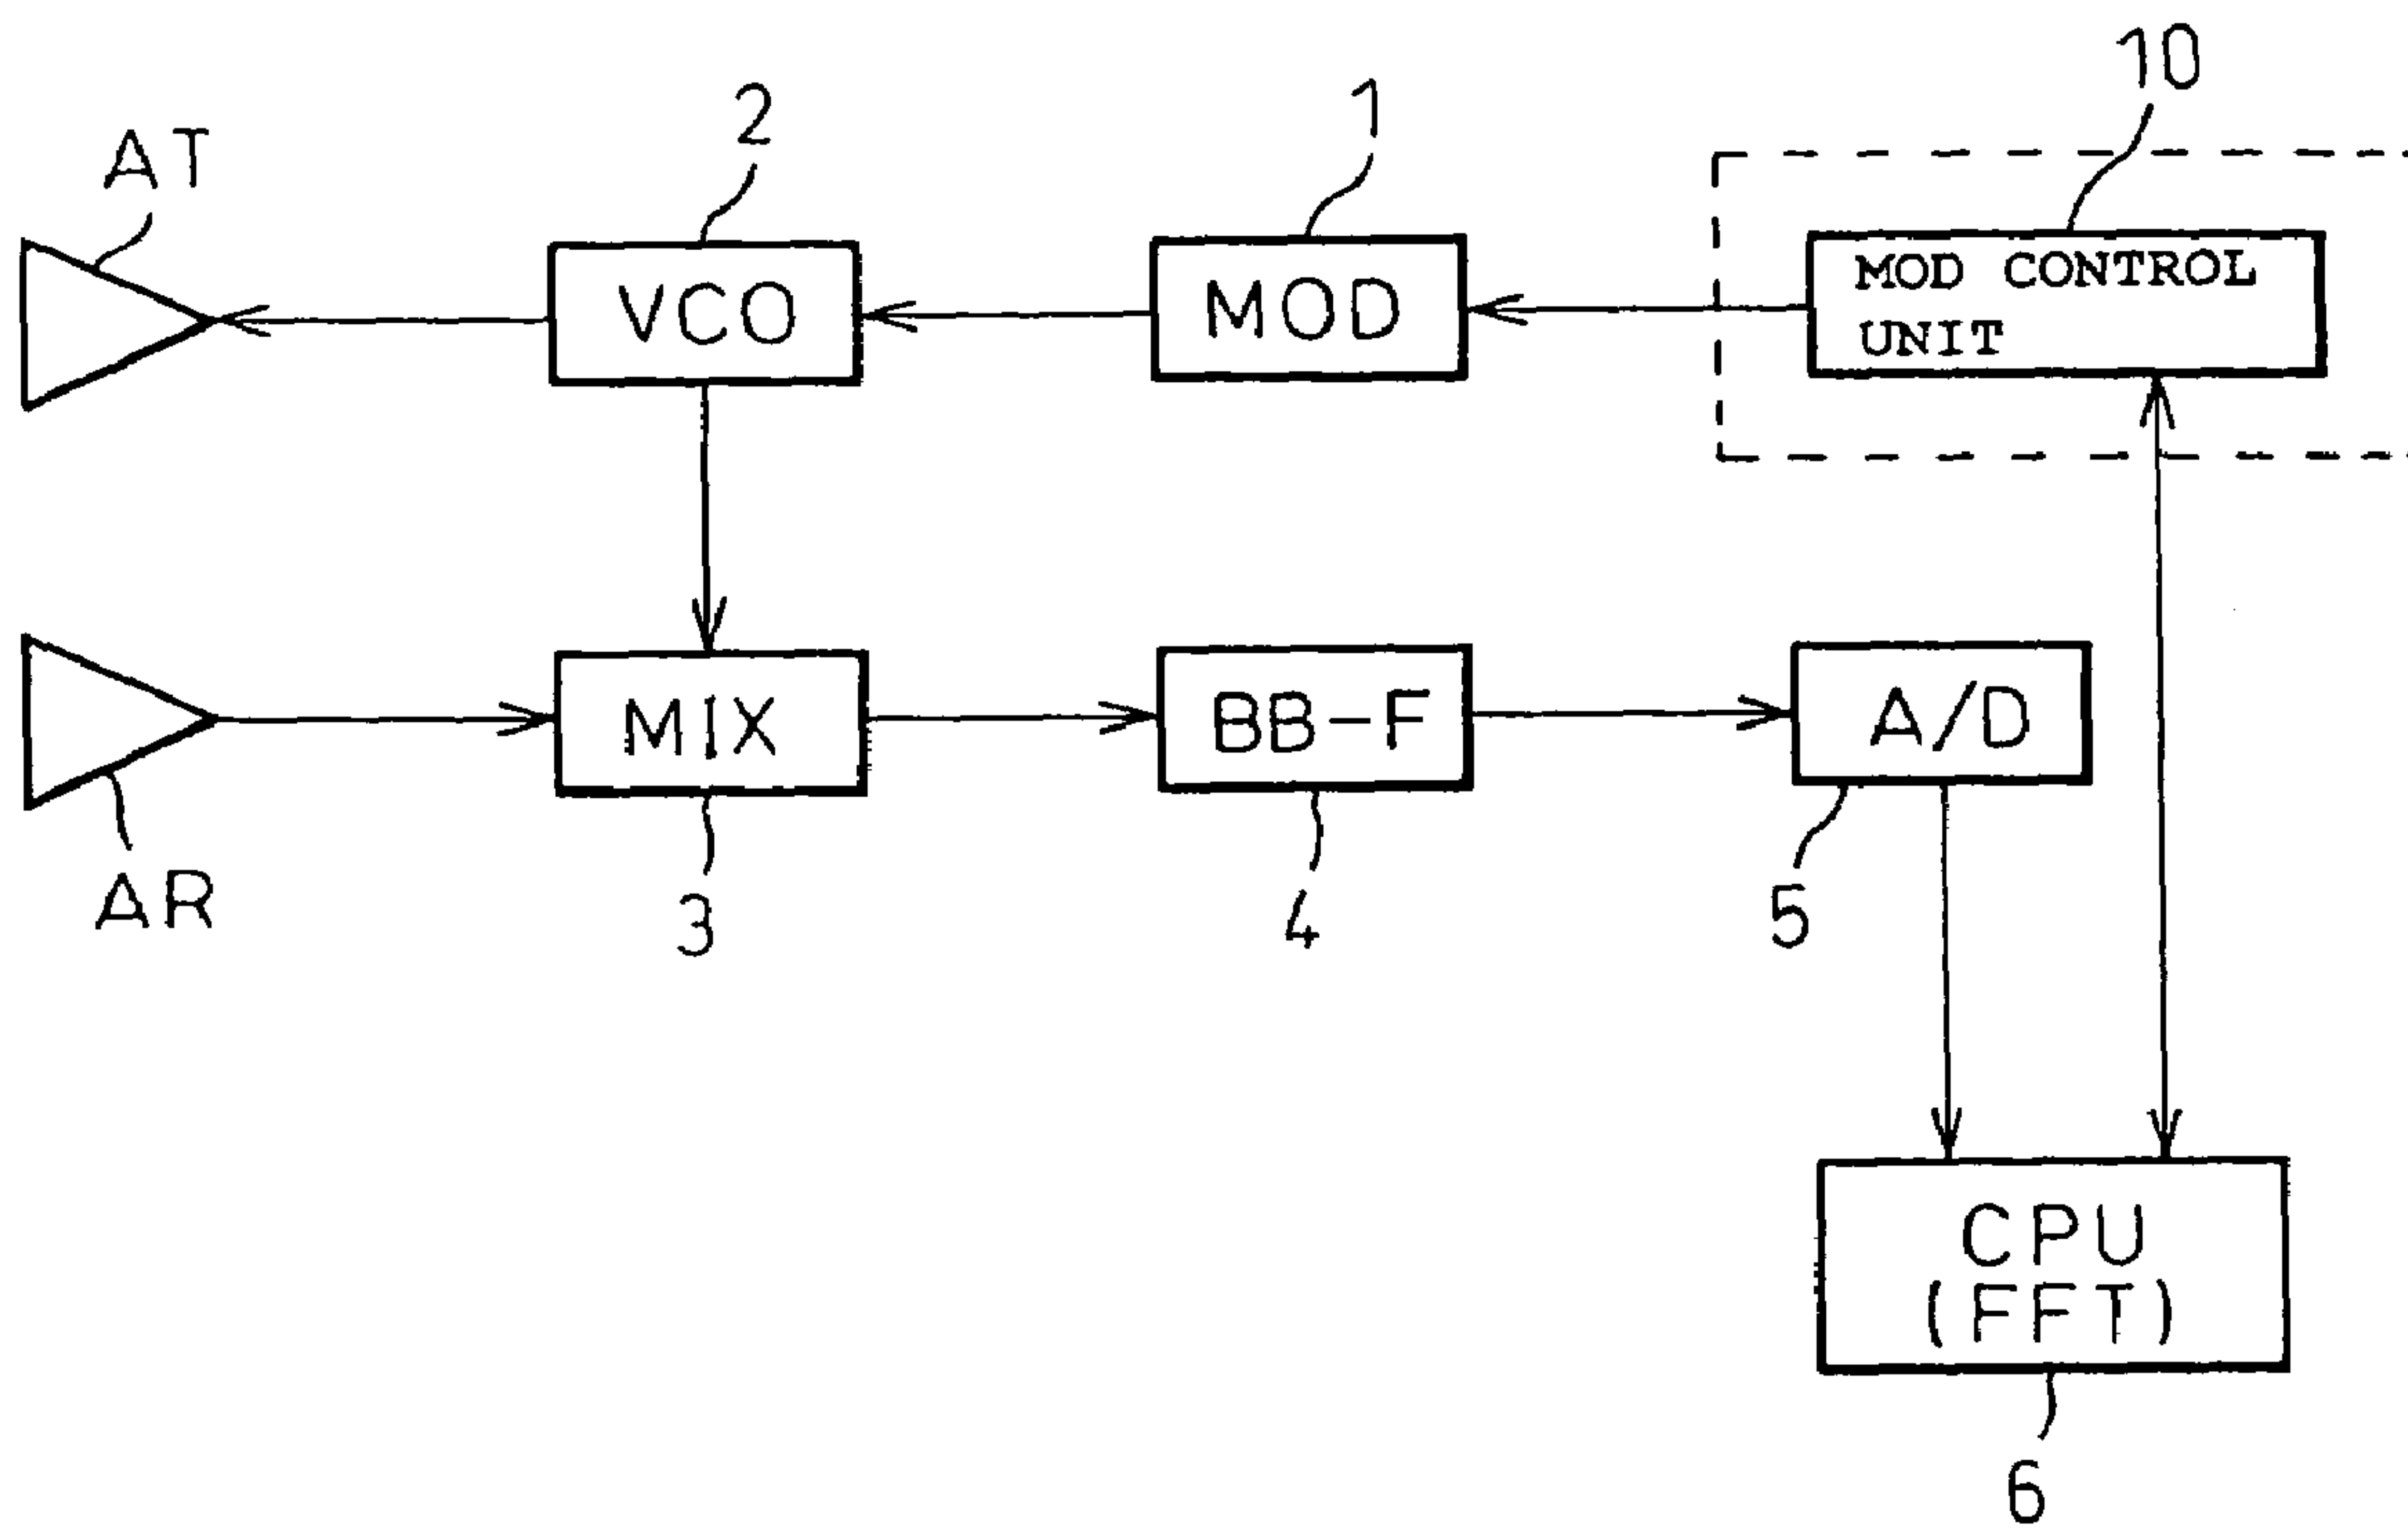 10
1
2
AT
MOD CONTROL
UNIT
MOD
VCO
MIX
BB-F
A/D
AR
3
4
5
CPU
(FFT)
6